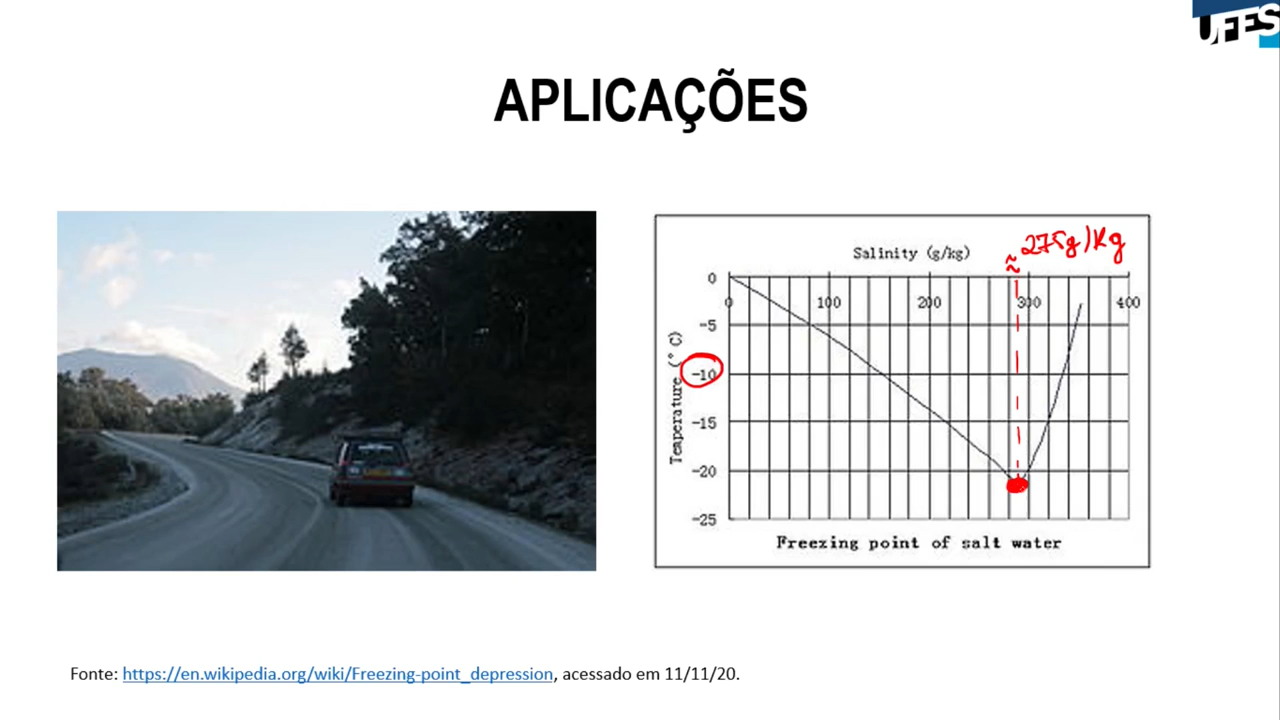 UFES
APLICAÇÕES
≈ 275g/kg
Salinity (g/kg)
0
0 100 200 300 400
-5
-10
-15
-20
-25
Temperature (° C)
Freezing point of salt water
Fonte: https://en.wikipedia.org/wiki/Freezing-point_depression, acessado em 11/11/20.